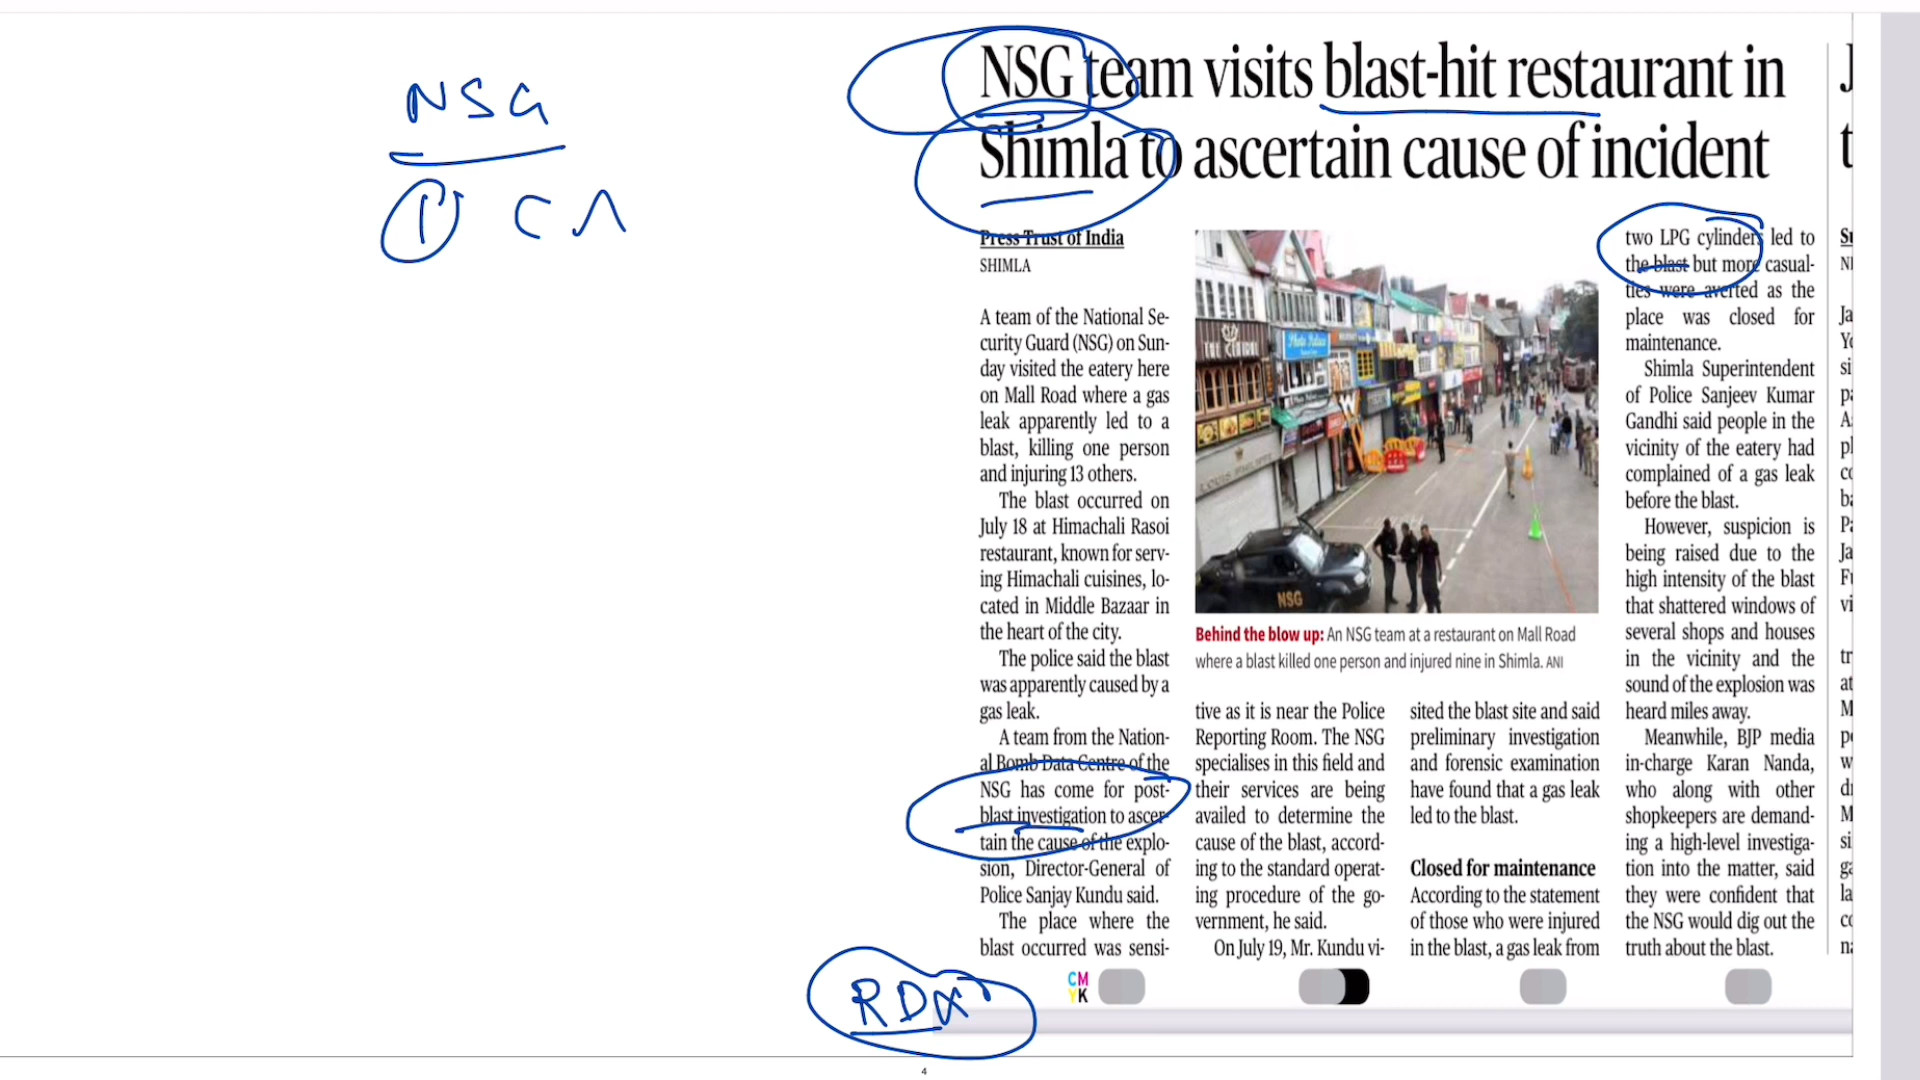 NSG
① CA
NSG team visits blast-hit restaurant in
Shimla to ascertain cause of incident
Press Trust of India
SHIMLA
A team of the National Se-
curity Guard (NSG) on Sun-
day visited the eatery here
on Mall Road where a gas
leak apparently led to a
blast, killing one person
and injuring 13 others.
The blast occurred on
July 18 at Himachali Rasoi
restaurant, known for serv-
ing Himachali cuisines, lo-
cated in Middle Bazaar in
the heart of the city.
The police said the blast
was apparently caused by a
gas leak.
A team from the Nation-
al Bomb Data Centre of the
NSG has come for post-
blast investigation to ascer-
tain the cause of the explo-
sion, Director-General of
Police Sanjay Kundu said.
The place where the
blast occurred was sensi-
NSG
Behind the blow up: An NSG team at a restaurant on Mall Road
where a blast killed one person and injured nine in Shimla. ANI
tive as it is near the Police
Reporting Room. The NSG
specialises in this field and
their services are being
availed to determine the
cause of the blast, accord-
ing to the standard operat-
ing procedure of the go-
vernment, he said.
On July 19, Mr. Kundu vi-
sited the blast site and said
preliminary investigation
and forensic examination
have found that a gas leak
led to the blast.
Closed for maintenance
According to the statement
of those who were injured
in the blast, a gas leak from
two LPG cylinders led to
the blast but more casual-
ties were averted as the
place was closed for
maintenance.
Shimla Superintendent
of Police Sanjeev Kumar
Gandhi said people in the
vicinity of the eatery had
complained of a gas leak
before the blast.
However, suspicion is
being raised due to the
high intensity of the blast
that shattered windows of
several shops and houses
in the vicinity and the
sound of the explosion was
heard miles away.
Meanwhile, BJP media
in-charge Karan Nanda,
who along with other
shopkeepers are demand-
ing a high-level investiga-
tion into the matter, said
they were confident that
the NSG would dig out the
truth about the blast.
CM
YK
RDX
4